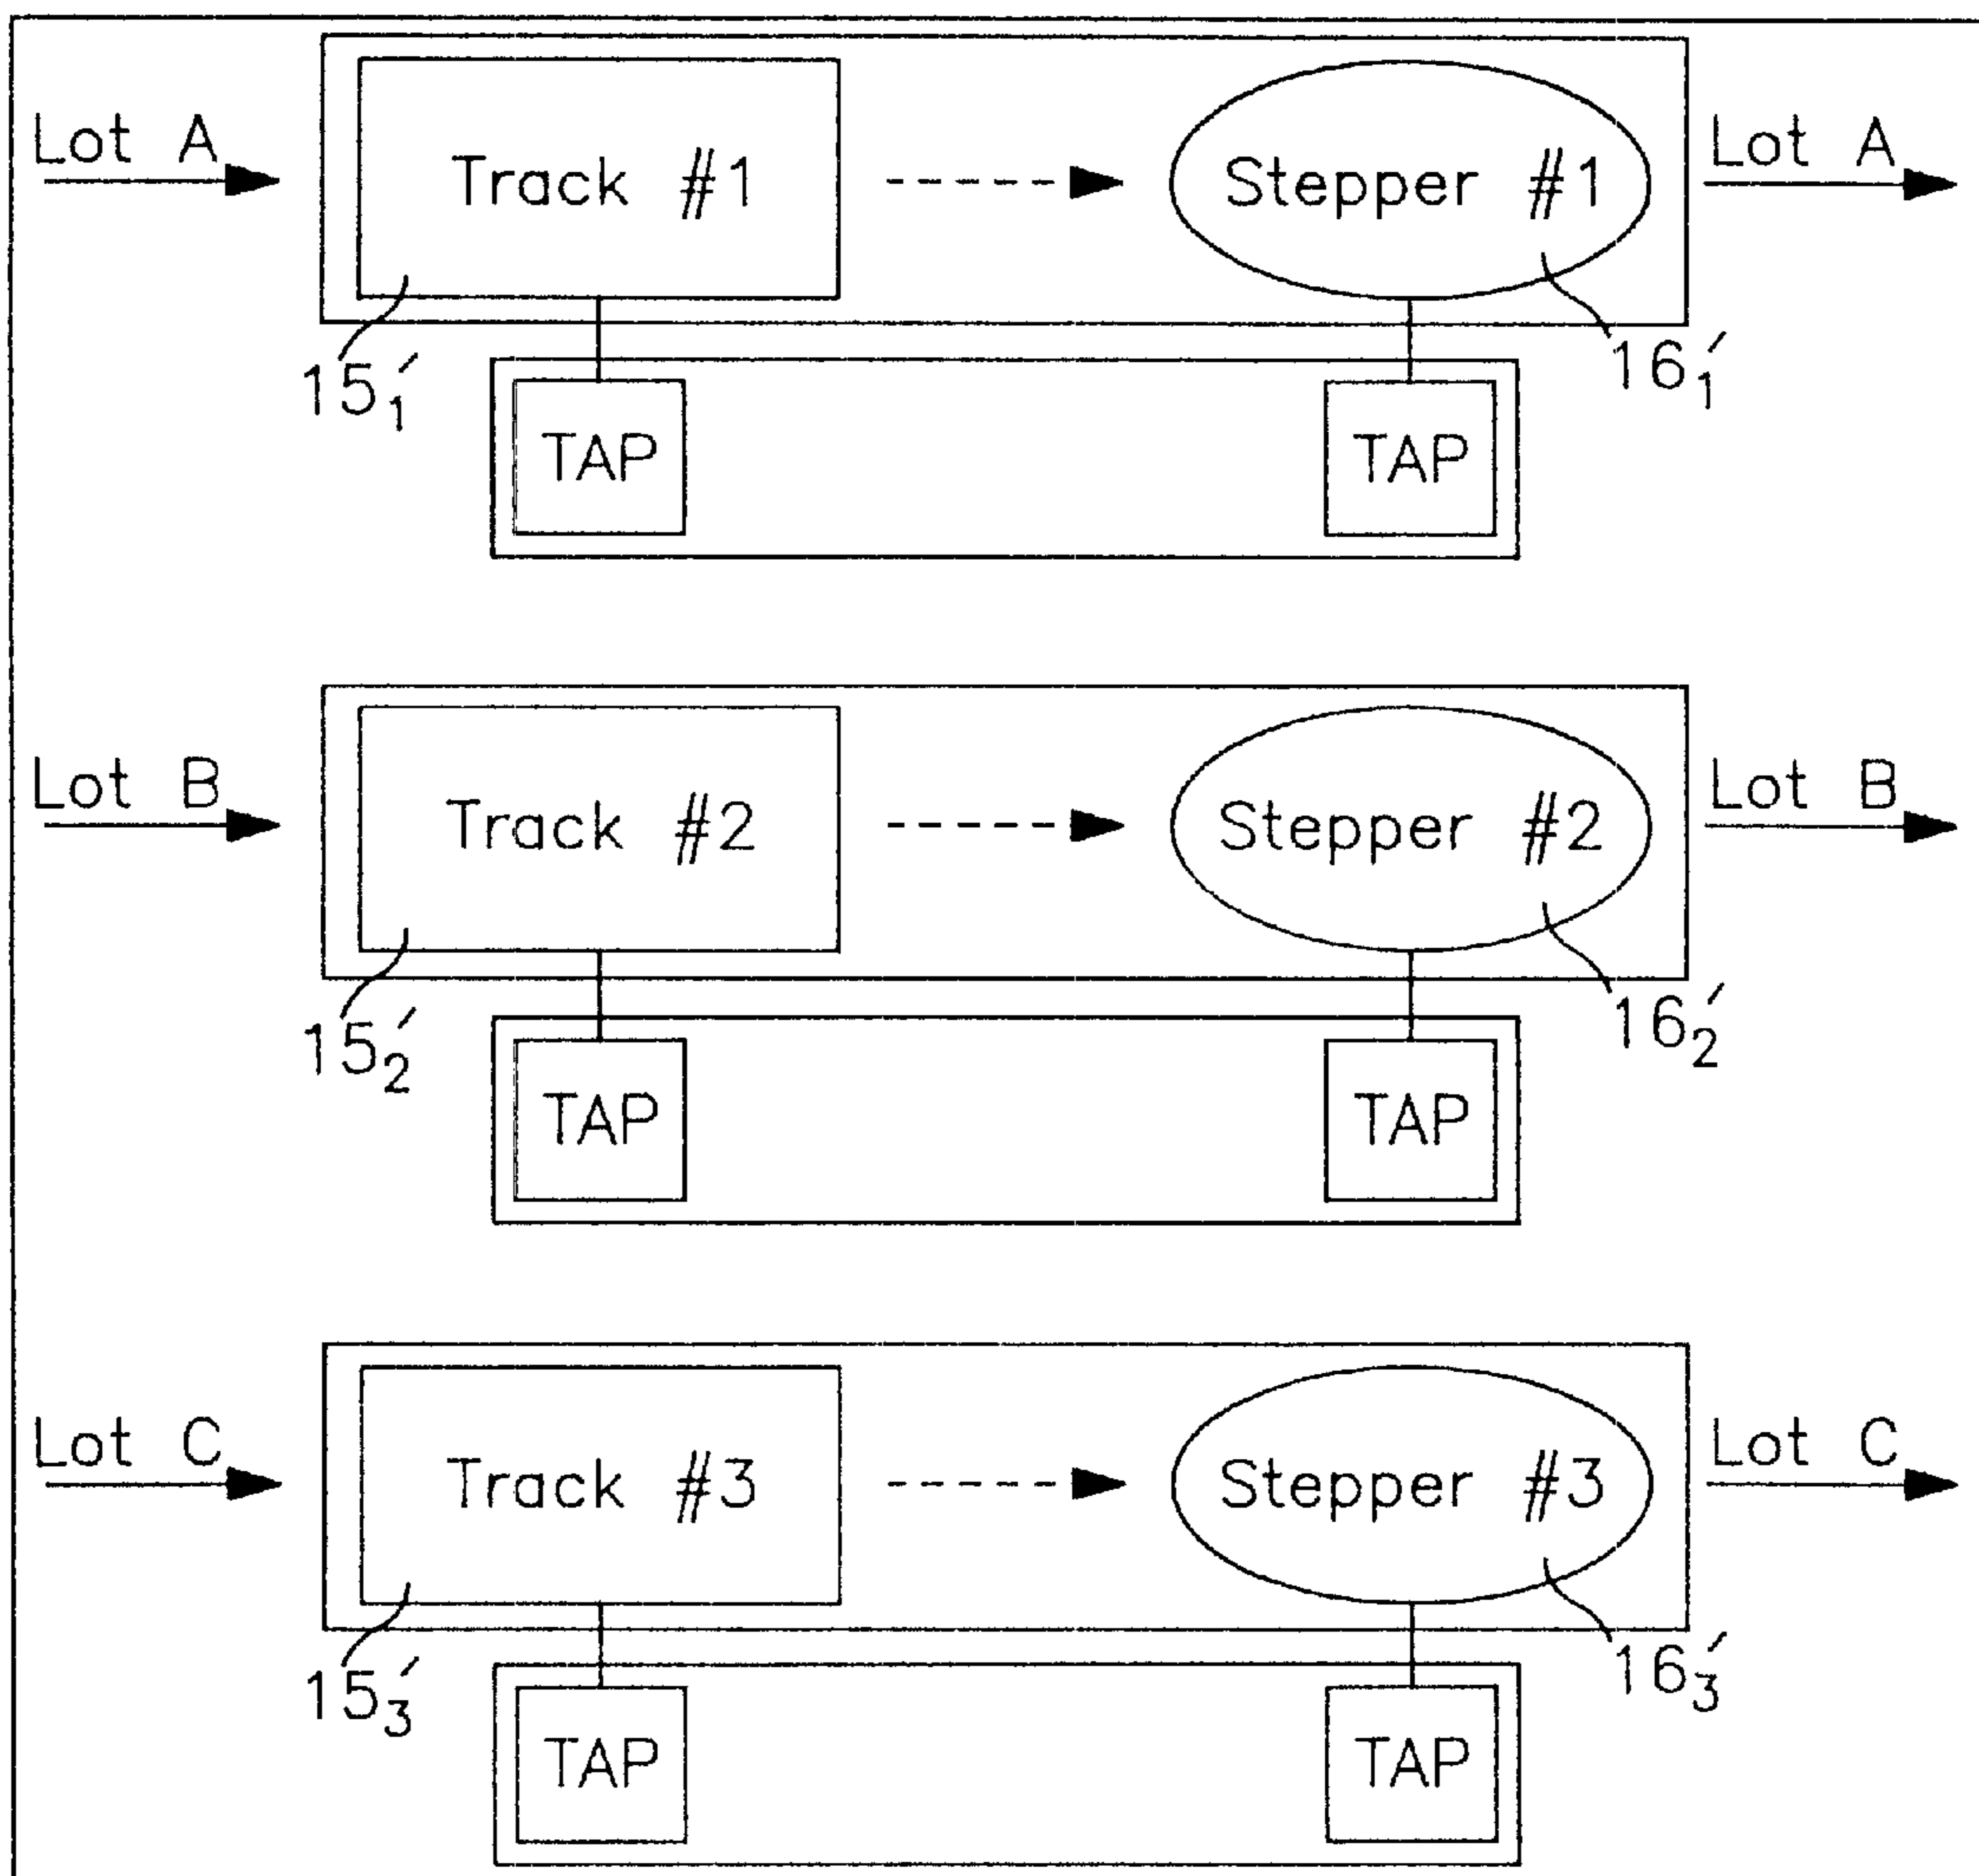 Lot A
Track #1
Stepper #1
Lot A
15₁′
16₁′
TAP
TAP
Lot B
Track #2
Stepper #2
Lot B
15₂′
16₂′
TAP
TAP
Lot C
Track #3
Stepper #3
Lot C
15₃′
16₃′
TAP
TAP